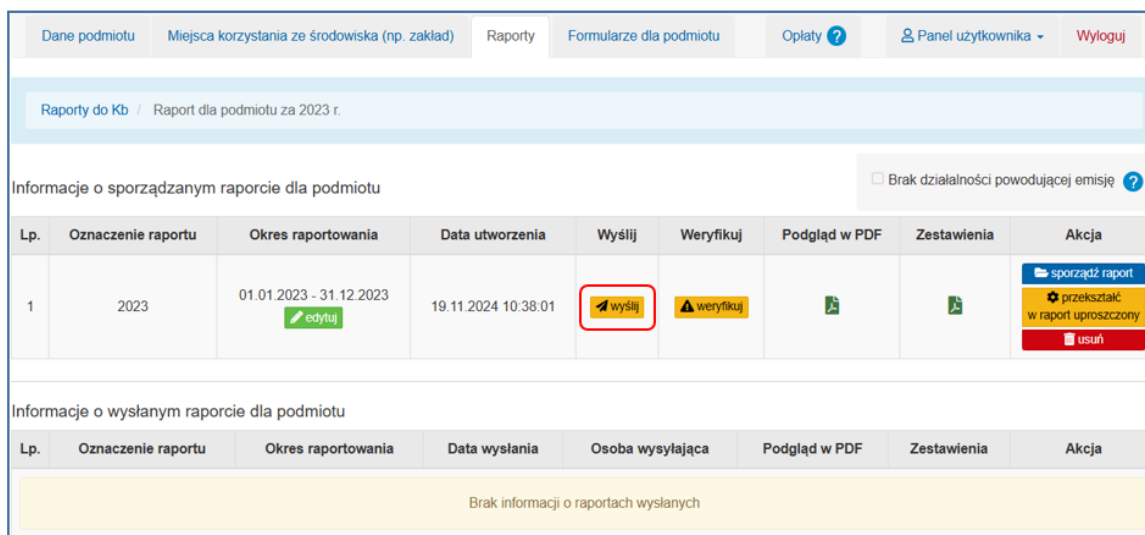 Dane podmiotu Miejsca korzystania ze środowiska (np. zakład) Raporty Formularze dla podmiotu Opłaty ? Panel użytkownika Wyloguj
Raporty do Kb / Raport dla podmiotu za 2023 r.
Informacje o sporządzanym raporcie dla podmiotu
Brak działalności powodującej emisję ?
Lp. Oznaczenie raportu Okres raportowania Data utworzenia Wyślij Weryfikuj Podgląd w PDF Zestawienia Akcja
1 2023 01.01.2023 - 31.12.2023 19.11.2024 10:38:01 wyślij weryfikuj sporządź raport
edytuj przekształć
w raport uproszczony
usuń
Informacje o wysłanym raporcie dla podmiotu
Lp. Oznaczenie raportu Okres raportowania Data wysłania Osoba wysyłająca Podgląd w PDF Zestawienia Akcja
Brak informacji o raportach wysłanych